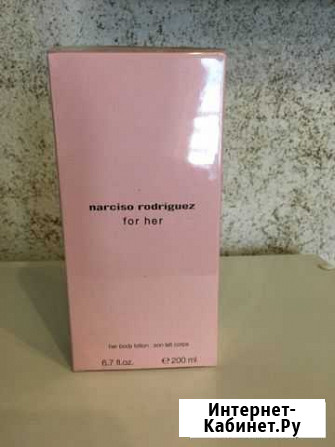 narciso rodriguez
for her
her body lotion . son lait corps
6.7 fl.oz. ℮ 200 ml
Интернет-
Кабинет.Ру